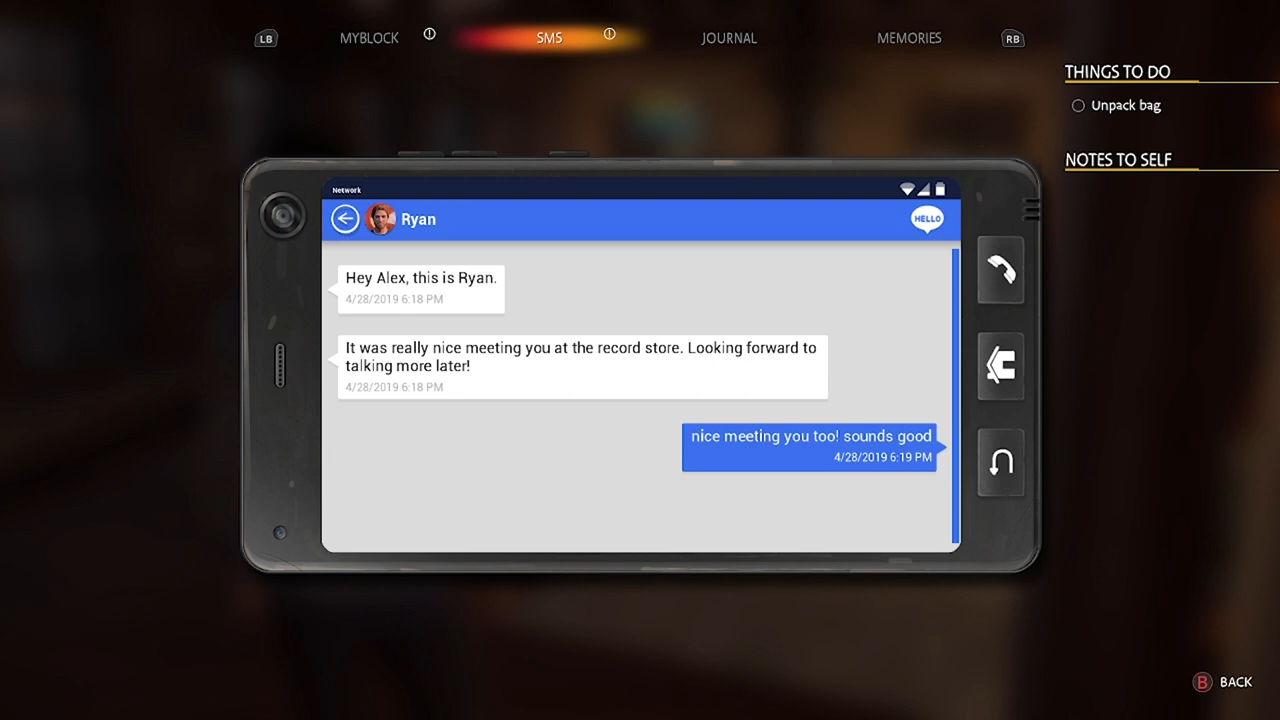 LB
MYBLOCK
SMS
JOURNAL
MEMORIES
RB
THINGS TO DO
Unpack bag
NOTES TO SELF
Network
Ryan
HELLO
Hey Alex, this is Ryan.
4/28/2019 6:18 PM
It was really nice meeting you at the record store. Looking forward to
talking more later!
4/28/2019 6:18 PM
nice meeting you too! sounds good
4/28/2019 6:19 PM
B BACK